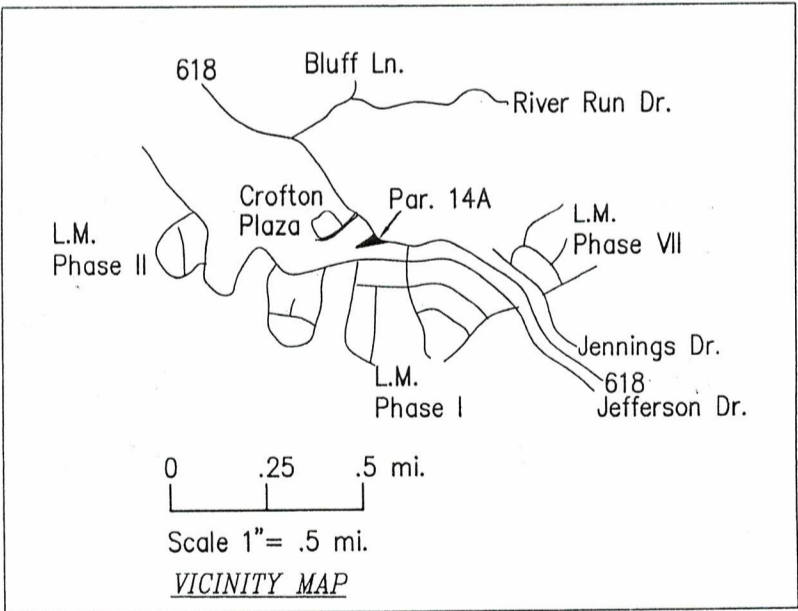 618
Bluff Ln.
River Run Dr.
Crofton
Plaza
Par. 14A
L.M.
Phase II
L.M.
Phase VII
L.M.
Phase I
Jennings Dr.
618
Jefferson Dr.
0 .25 .5 mi.
Scale 1"= .5 mi.
VICINITY MAP